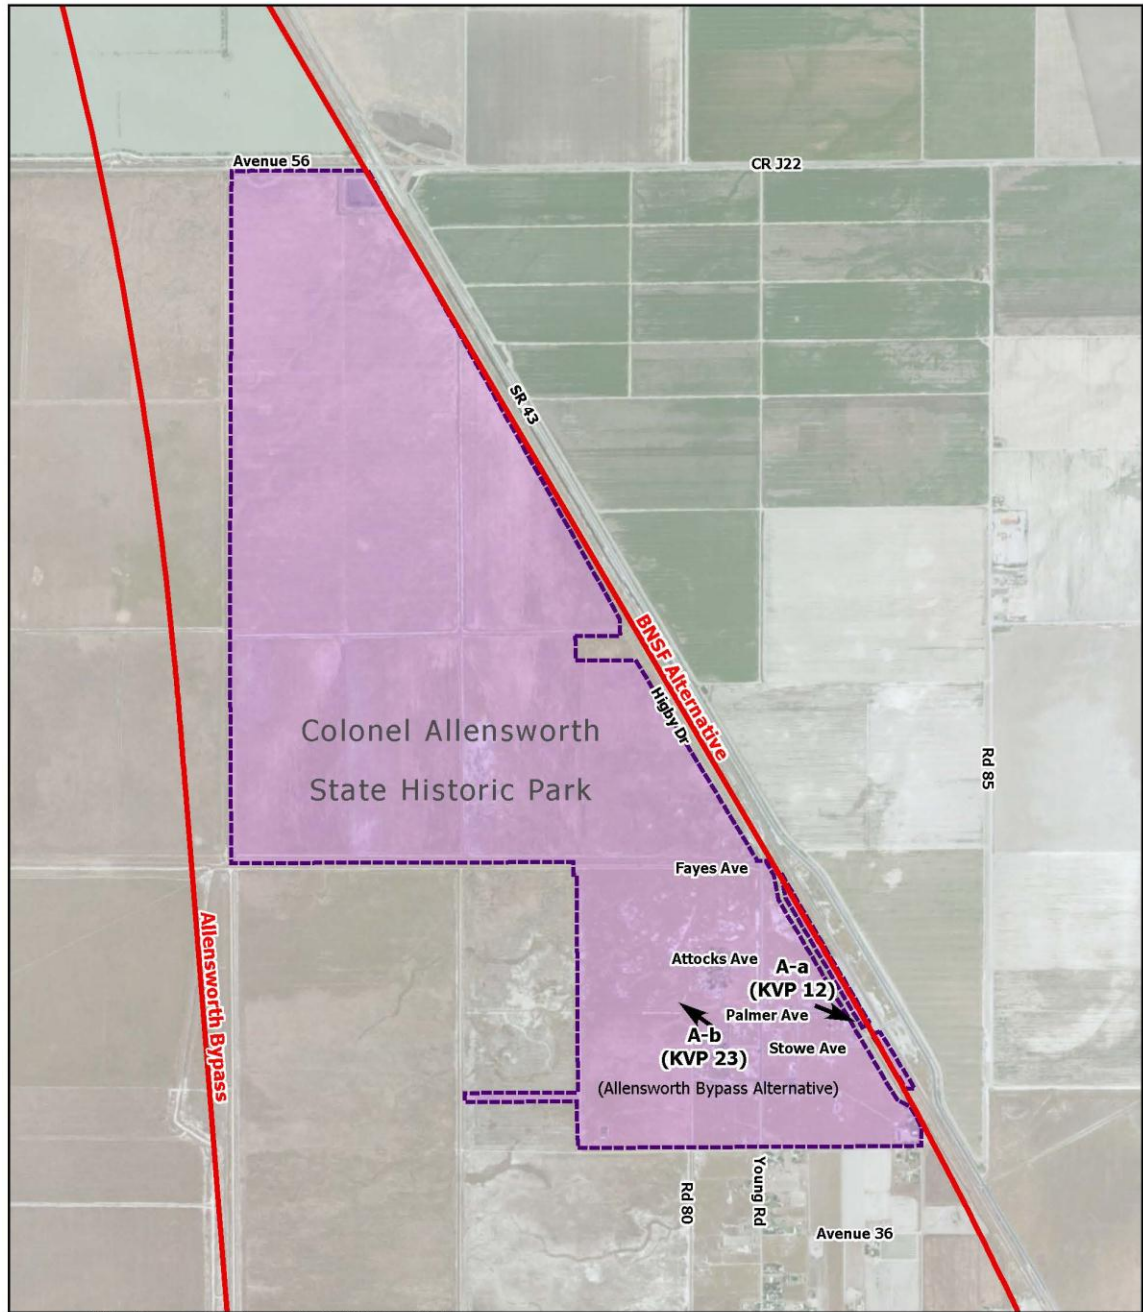 Avenue 56
CR J22
SR 43
BNSF Alternative
Higby Dr
Colonel Allensworth
State Historic Park
Rd 85
Fayes Ave
Allensworth Bypass
Attocks Ave
A-a
(KVP 12)
Palmer Ave
A-b
(KVP 23)
Stowe Ave
(Allensworth Bypass Alternative)
Rd 80
Young Rd
Avenue 36